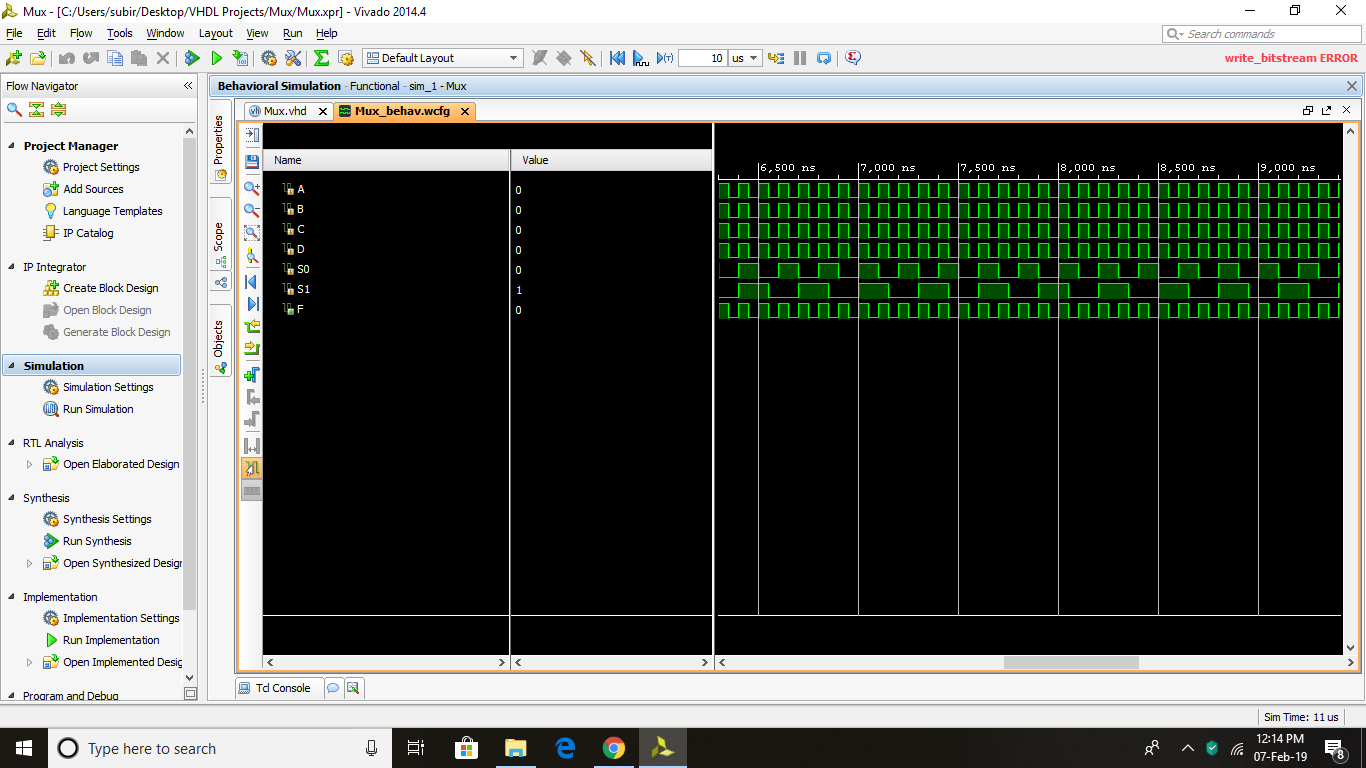 Mux - [C:/Users/subir/Desktop/VHDL Projects/Mux/Mux.xpr] - Vivado 2014.4
File Edit Flow Tools Window Layout View Run Help
Search commands
Default Layout
10 us
write_bitstream ERROR
Flow Navigator
Behavioral Simulation - Functional - sim_1 - Mux
Project Manager
Project Settings
Add Sources
Language Templates
IP Catalog
IP Integrator
Create Block Design
Open Block Design
Generate Block Design
Simulation
Simulation Settings
Run Simulation
RTL Analysis
Open Elaborated Design
Synthesis
Synthesis Settings
Run Synthesis
Open Synthesized Design
Implementation
Implementation Settings
Run Implementation
Open Implemented Desig
Program and Debug
Properties
Scope
Objects
Mux.vhd
Mux_behav.wcfg
Name Value
6,500 ns 7,000 ns 7,500 ns 8,000 ns 8,500 ns 9,000 ns
A 0
B 0
C 0
D 0
S0 0
S1 1
F 0
Tcl Console
Sim Time: 11 us
Type here to search
12:14 PM
07-Feb-19
8